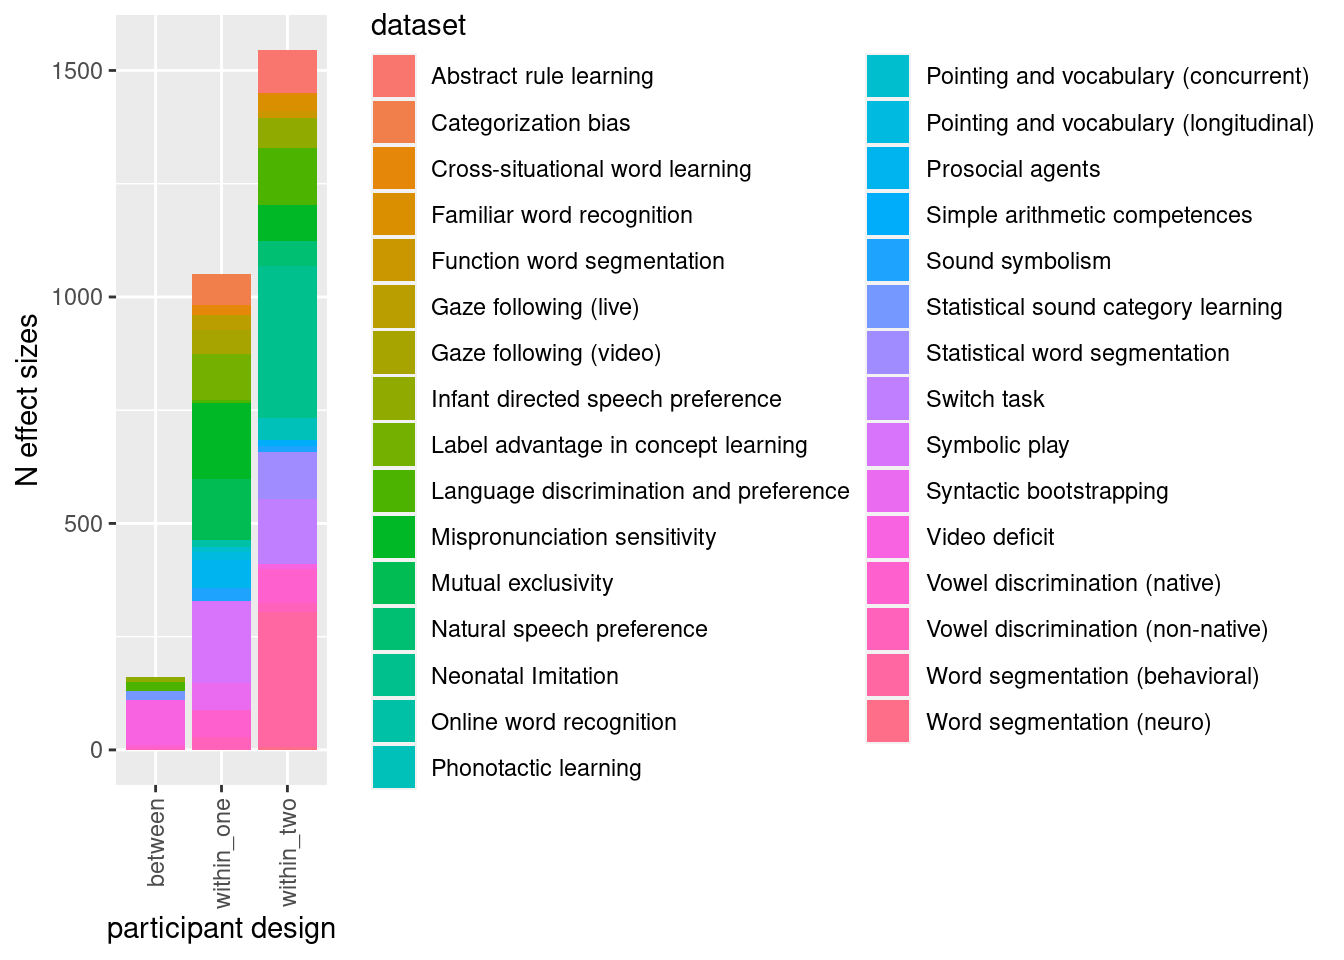 dataset
Abstract rule learning
Categorization bias
Cross-situational word learning
Familiar word recognition
Function word segmentation
Gaze following (live)
Gaze following (video)
Infant directed speech preference
Label advantage in concept learning
Language discrimination and preference
Mispronunciation sensitivity
Mutual exclusivity
Natural speech preference
Neonatal Imitation
Online word recognition
Phonotactic learning
Pointing and vocabulary (concurrent)
Pointing and vocabulary (longitudinal)
Prosocial agents
Simple arithmetic competences
Sound symbolism
Statistical sound category learning
Statistical word segmentation
Switch task
Symbolic play
Syntactic bootstrapping
Video deficit
Vowel discrimination (native)
Vowel discrimination (non-native)
Word segmentation (behavioral)
Word segmentation (neuro)
N effect sizes
1500
1000
500
0
between
within_one
within_two
participant design